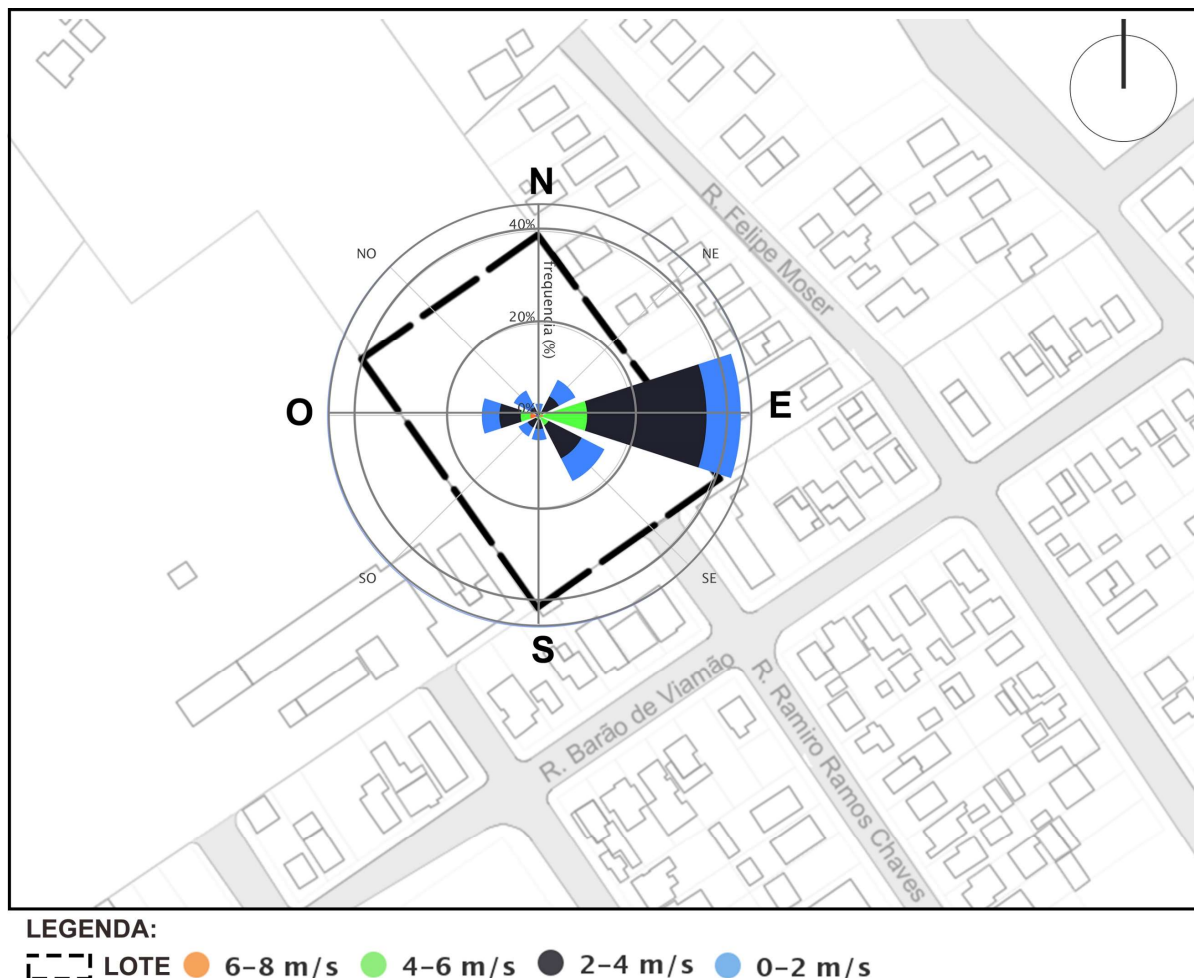 N
40%
NO
NE
frequencia (%)
20%
R. Felipe Moser
O
0%
E
SO
SE
S
R. Barão de Viamão
R. Ramiro Ramos Chaves
LEGENDA:
LOTE 6-8 m/s 4-6 m/s 2-4 m/s 0-2 m/s